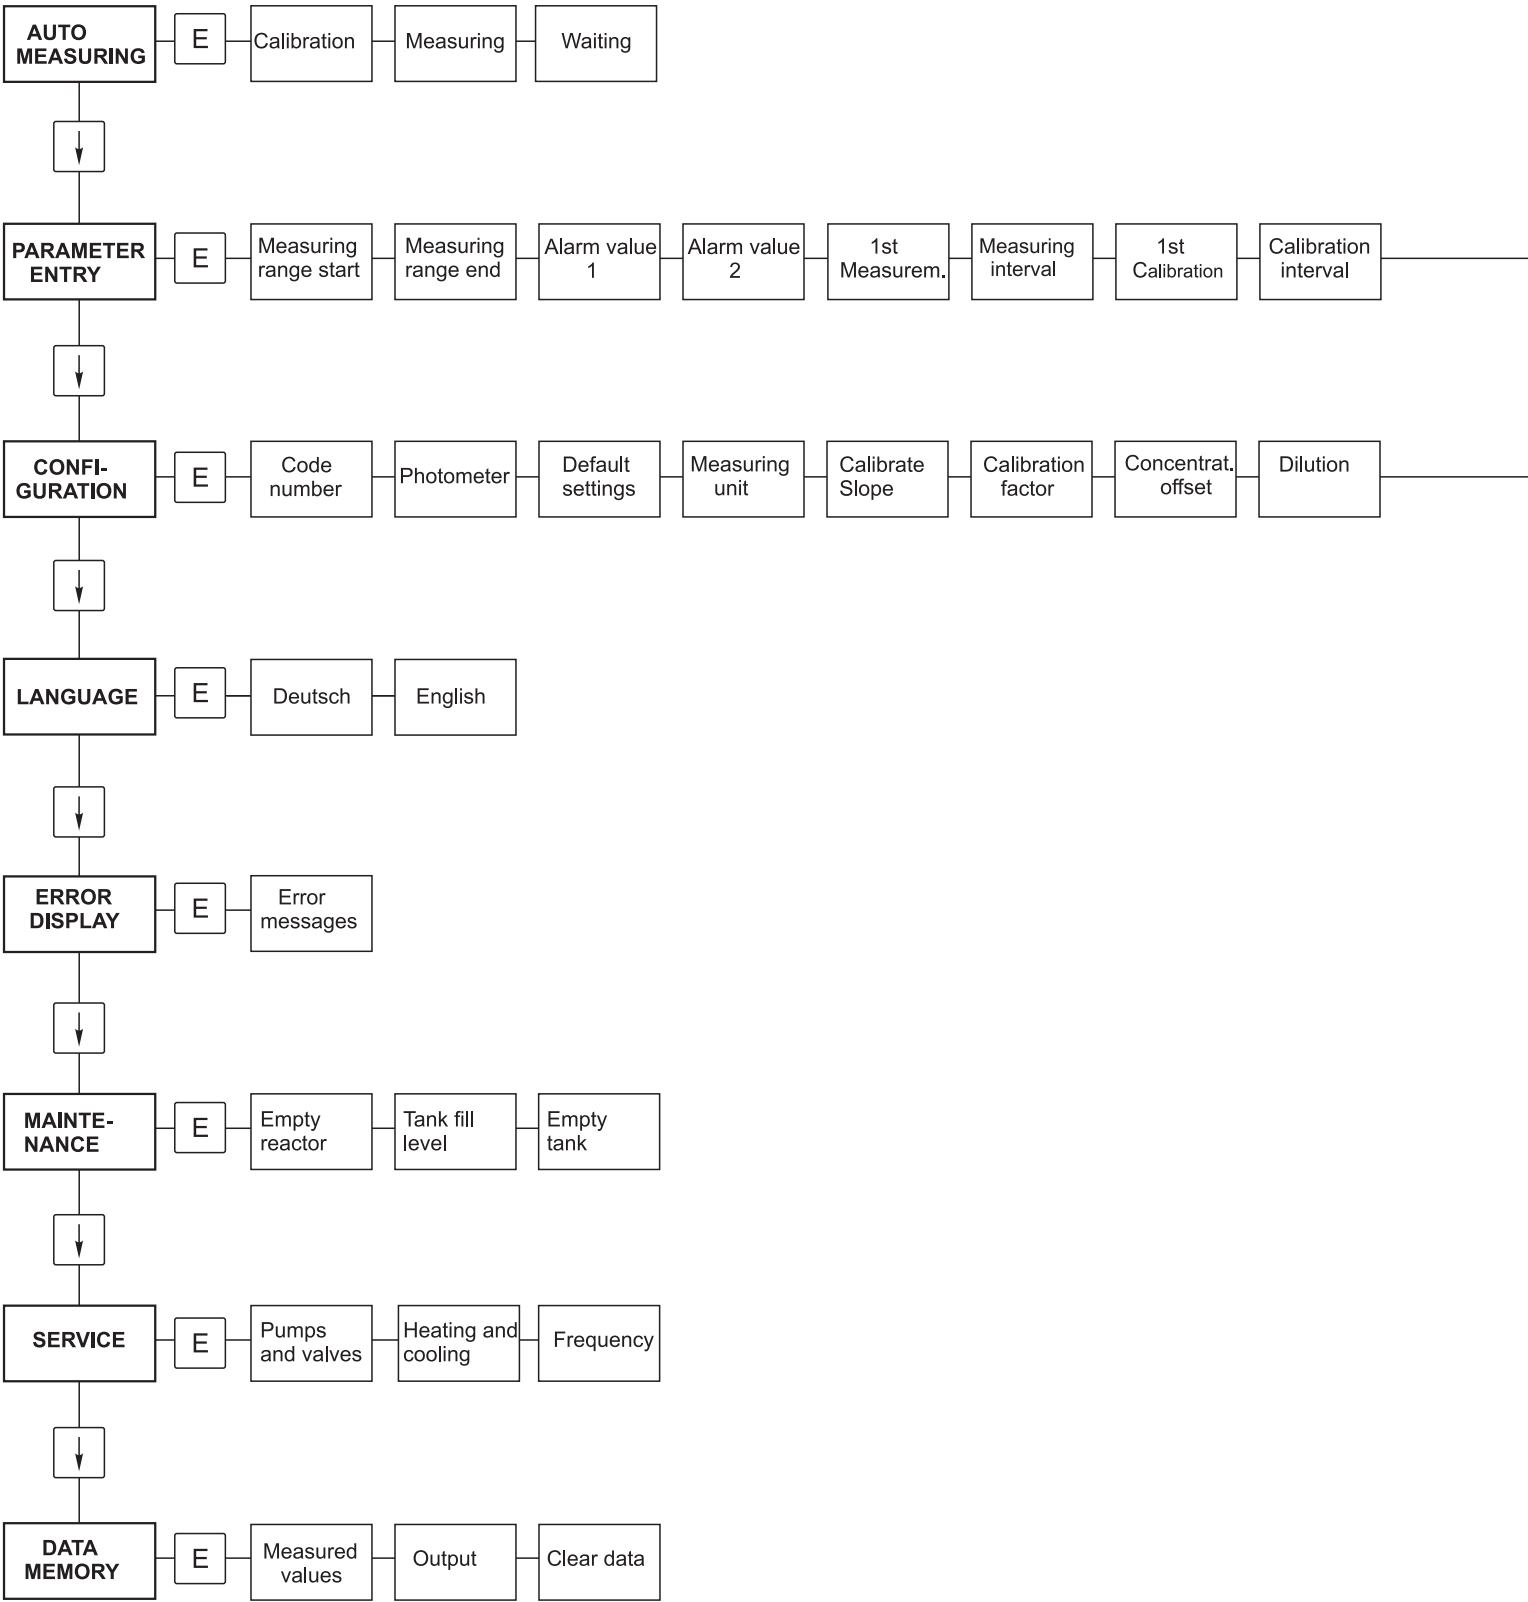 AUTO
MEASURING
E
Calibration
Measuring
Waiting
PARAMETER
ENTRY
E
Measuring
range start
Measuring
range end
Alarm value
1
Alarm value
2
1st
Measurem.
Measuring
interval
1st
Calibration
Calibration
interval
CONFI-
GURATION
E
Code
number
Photometer
Default
settings
Measuring
unit
Calibrate
Slope
Calibration
factor
Concentrat.
offset
Dilution
LANGUAGE
E
Deutsch
English
ERROR
DISPLAY
E
Error
messages
MAINTE-
NANCE
E
Empty
reactor
Tank fill
level
Empty
tank
SERVICE
E
Pumps
and valves
Heating and
cooling
Frequency
DATA
MEMORY
E
Measured
values
Output
Clear data